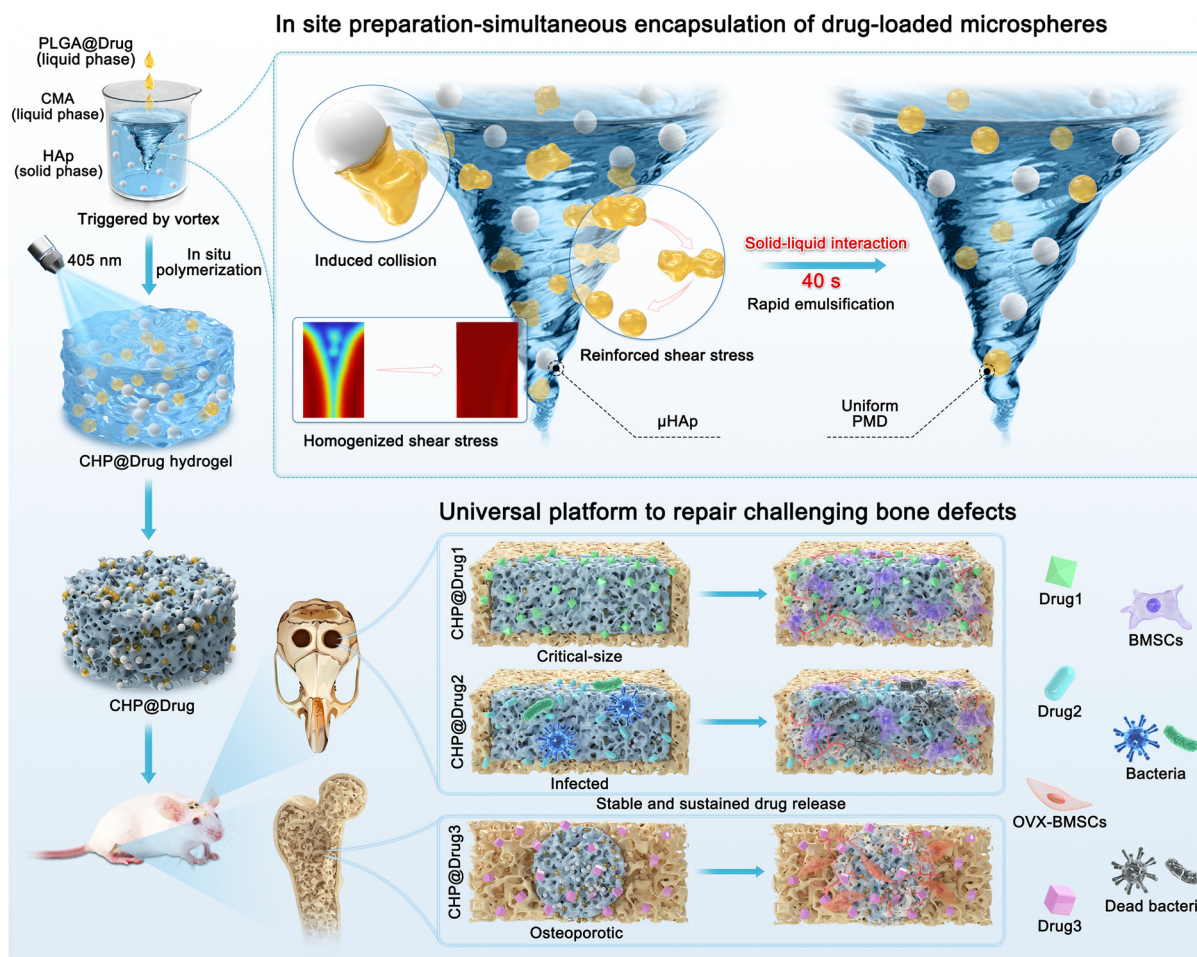 In site preparation-simultaneous encapsulation of drug-loaded microspheres
PLGA@Drug
(liquid phase)
CMA
(liquid phase)
HAp
(solid phase)
Triggered by vortex
405 nm
In situ
polymerization
CHP@Drug hydrogel
CHP@Drug
Induced collision
Reinforced shear stress
Homogenized shear stress
µHAp
Solid-liquid interaction
40 s
Rapid emulsification
Uniform
PMD
Universal platform to repair challenging bone defects
CHP@Drug1
Critical-size
CHP@Drug2
Infected
Stable and sustained drug release
CHP@Drug3
Osteoporotic
Drug1
BMSCs
Drug2
Bacteria
OVX-BMSCs
Drug3
Dead bacteri